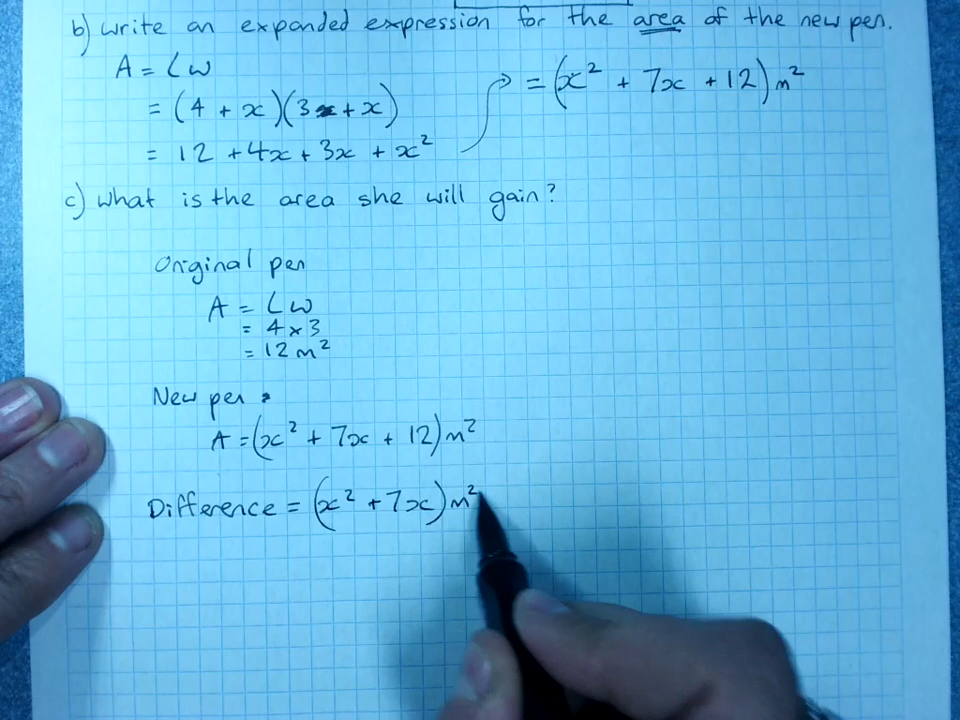 b) write an expanded expression for the area of the new pen.
A = Lw
= (4 + x)(3 + x)
= 12 + 4x + 3x + x²
= (x² + 7x + 12) m²
c) what is the area she will gain?
Original pen
A = Lw
= 4 x 3
= 12 m²
New pen :
A = (x² + 7x + 12) m²
Difference = (x² + 7x) m²